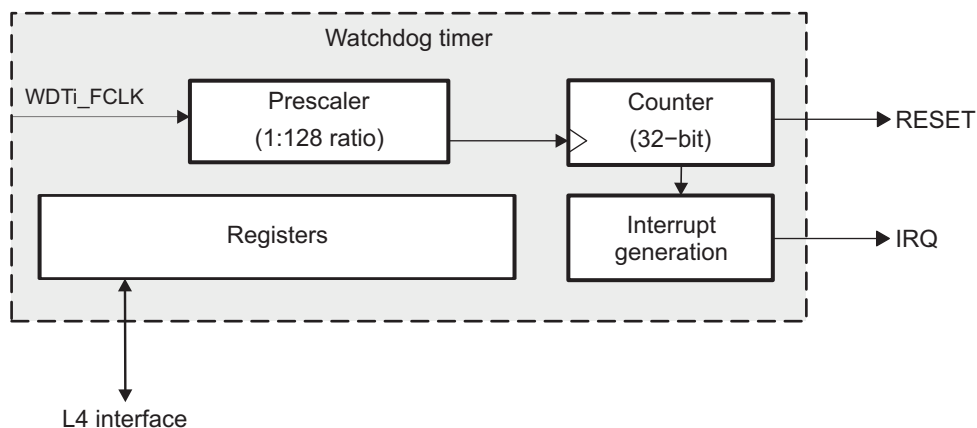 Watchdog timer
WDTi_FCLK
Prescaler
(1:128 ratio)
Counter
(32−bit)
RESET
Registers
Interrupt
generation
IRQ
L4 interface